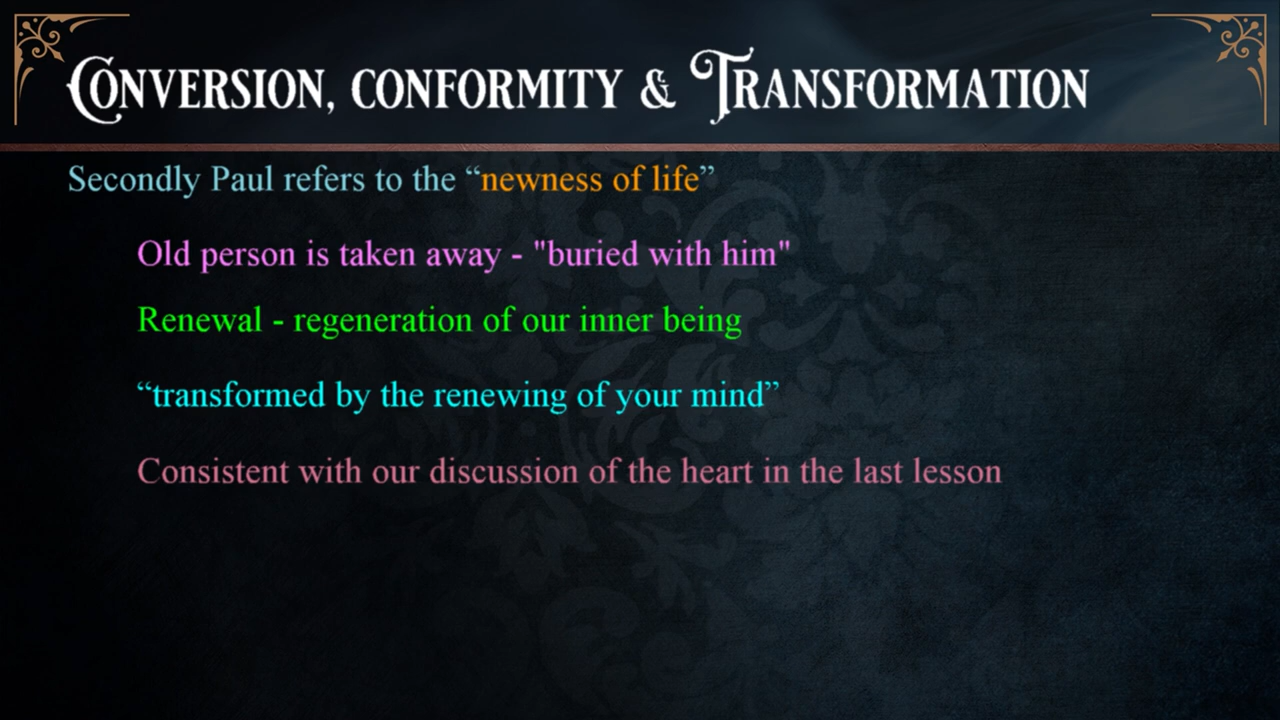 Conversion, conformity & Transformation
Secondly Paul refers to the “newness of life”
Old person is taken away - "buried with him"
Renewal - regeneration of our inner being
“transformed by the renewing of your mind”
Consistent with our discussion of the heart in the last lesson